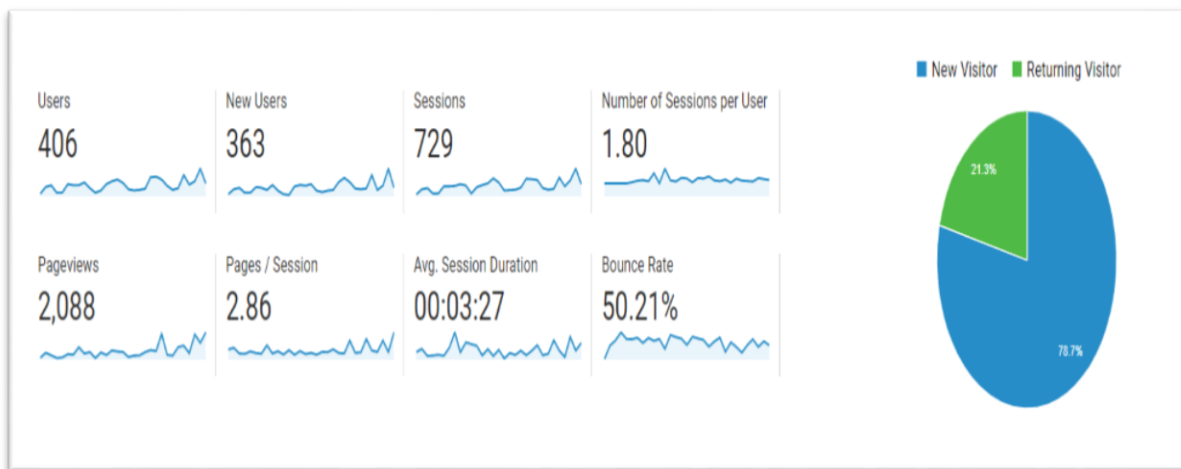 New Visitor Returning Visitor
Users New Users Sessions Number of Sessions per User
406 363 729 1.80
21.3%
Pageviews Pages / Session Avg. Session Duration Bounce Rate
2,088 2.86 00:03:27 50.21%
78.7%